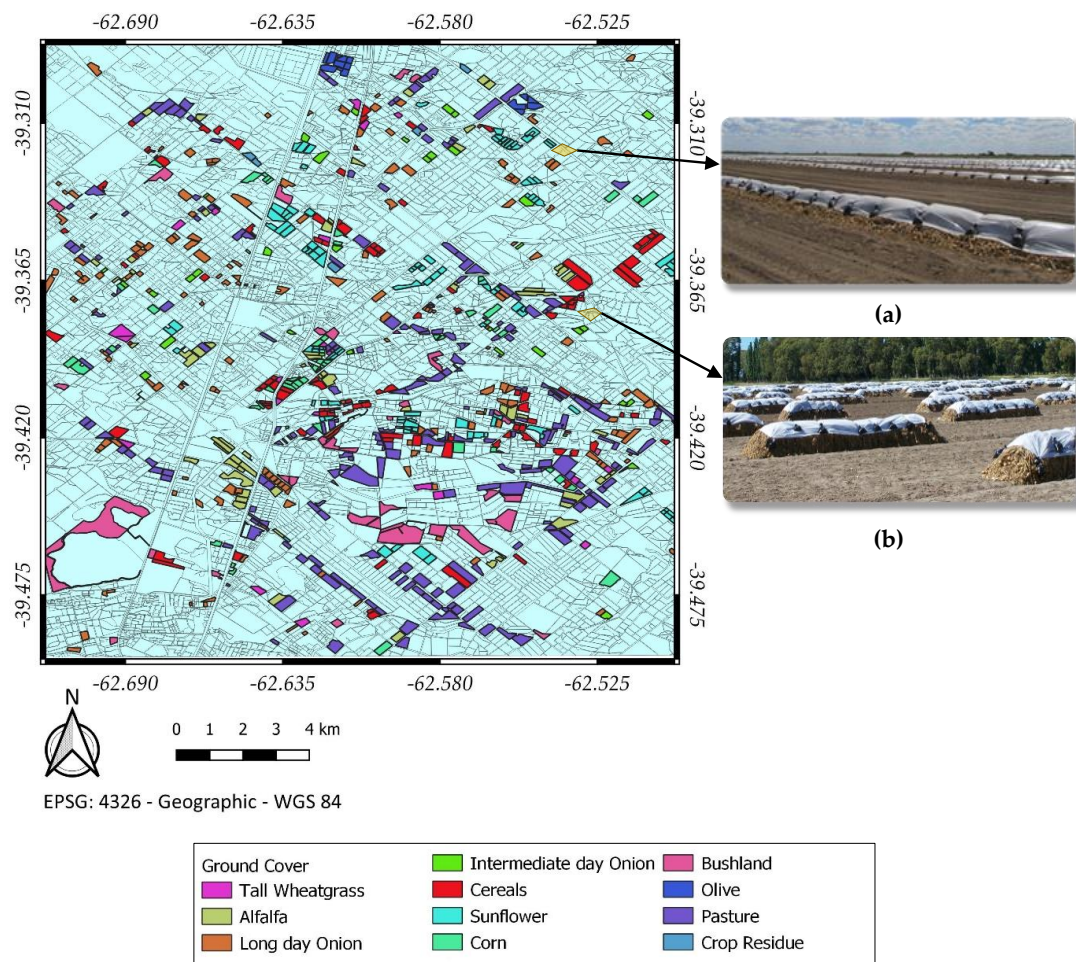 -62.690 -62.635 -62.580 -62.525
-39.310 -39.310
-39.365 -39.365
(a)
-39.420 -39.420
(b)
-39.475 -39.475
-62.690 -62.635 -62.580 -62.525
N
0 1 2 3 4 km
EPSG: 4326 - Geographic - WGS 84
Ground Cover
Tall Wheatgrass
Alfalfa
Long day Onion
Intermediate day Onion
Cereals
Sunflower
Corn
Bushland
Olive
Pasture
Crop Residue